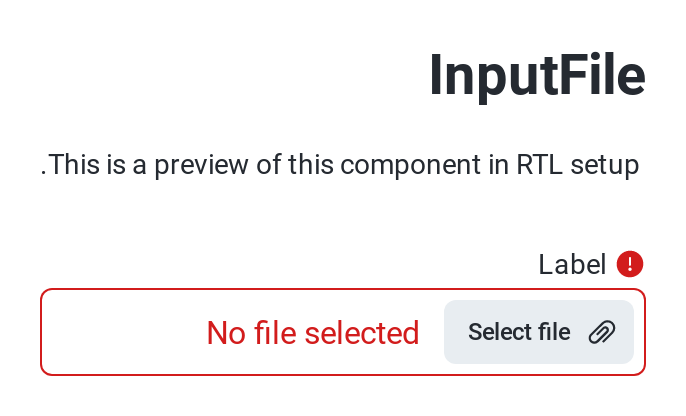 InputFile
.This is a preview of this component in RTL setup
Label
Select file
No file selected